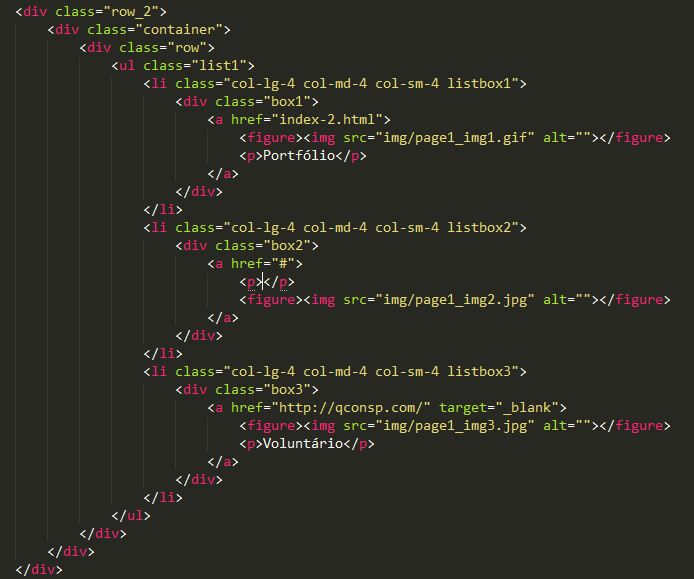 <div class="row_2">
    <div class="container">
        <div class="row">
            <ul class="list1">
                <li class="col-lg-4 col-md-4 col-sm-4 listbox1">
                    <div class="box1">
                        <a href="index-2.html">
                            <figure><img src="img/page1_img1.gif" alt=""></figure>
                            <p>Portfólio</p>
                        </a>
                    </div>
                </li>
                <li class="col-lg-4 col-md-4 col-sm-4 listbox2">
                    <div class="box2">
                        <a href="#">
                            <p></p>
                            <figure><img src="img/page1_img2.jpg" alt=""></figure>
                        </a>
                    </div>
                </li>
                <li class="col-lg-4 col-md-4 col-sm-4 listbox3">
                    <div class="box3">
                        <a href="http://qconsp.com/" target="_blank">
                            <figure><img src="img/page1_img3.jpg" alt=""></figure>
                            <p>Voluntário</p>
                        </a>
                    </div>
                </li>
            </ul>
        </div>
    </div>
</div>